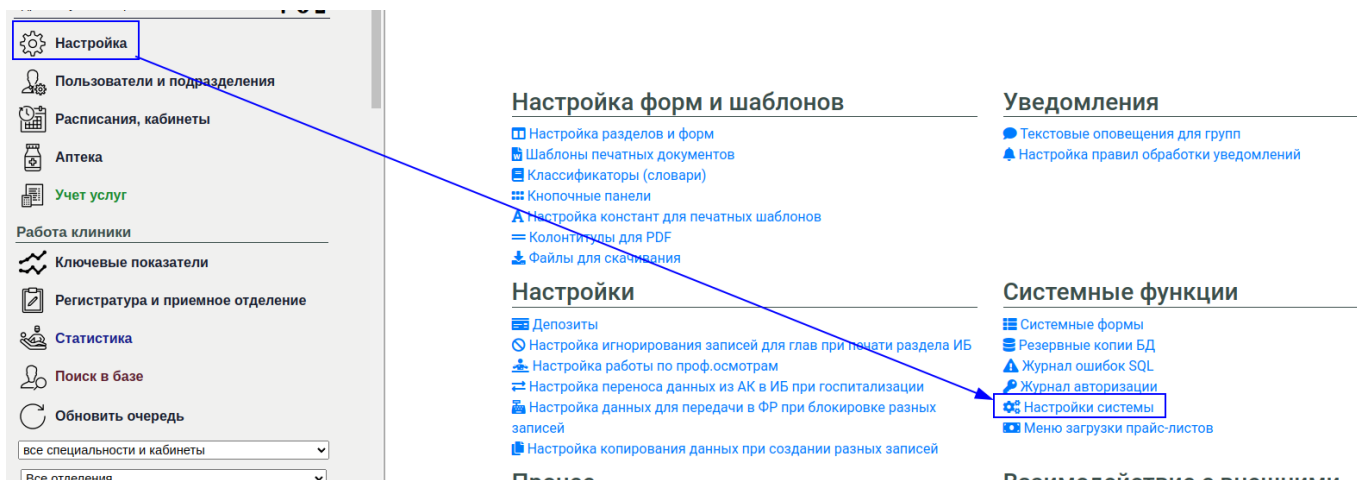 Настройка
Пользователи и подразделения
Расписания, кабинеты
Аптека
Учет услуг
Работа клиники
Ключевые показатели
Регистратура и приемное отделение
Статистика
Поиск в базе
Обновить очередь
все специальности и кабинеты
Все отделения
Настройка форм и шаблонов
Настройка разделов и форм
Шаблоны печатных документов
Классификаторы (словари)
Кнопочные панели
Настройка констант для печатных шаблонов
Колонтитулы для PDF
Файлы для скачивания
Настройки
Депозиты
Настройка игнорирования записей для глав при печати раздела ИБ
Настройка работы по проф.осмотрам
Настройка переноса данных из АК в ИБ при госпитализации
Настройка данных для передачи в ФР при блокировке разных
записей
Настройка копирования данных при создании разных записей
Прочее
Уведомления
Текстовые оповещения для групп
Настройка правил обработки уведомлений
Системные функции
Системные формы
Резервные копии БД
Журнал ошибок SQL
Журнал авторизации
Настройки системы
Меню загрузки прайс-листов
Взаимодействие с внешними